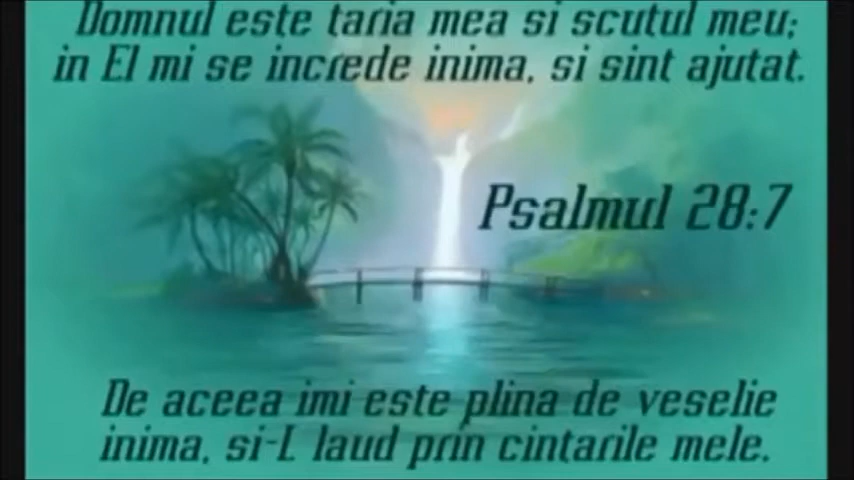 Domnul este taria mea si scutul meu;
in El mi se increde inima, si sint ajutat.
Psalmul 28:7
De aceea imi este plina de veselie
inima, si-L laud prin cintarile mele.